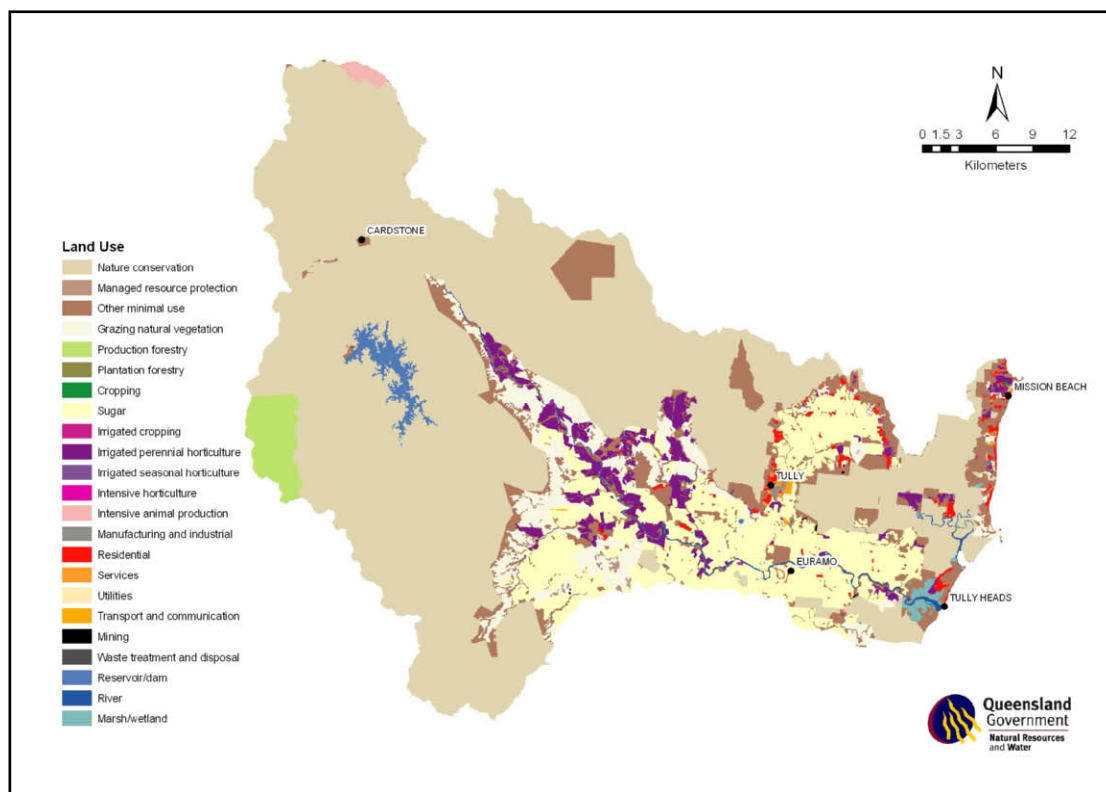 N
0 1.5 3 6 9 12
Kilometers
CARDSTONE
Land Use
Nature conservation
Managed resource protection
Other minimal use
Grazing natural vegetation
Production forestry
Plantation forestry
Cropping
Sugar
Irrigated cropping
Irrigated perennial horticulture
Irrigated seasonal horticulture
Intensive horticulture
Intensive animal production
Manufacturing and industrial
Residential
Services
Utilities
Transport and communication
Mining
Waste treatment and disposal
Reservoir/dam
River
Marsh/wetland
MISSION BEACH
TULLY
EURAMO
TULLY HEADS
Queensland
Government
Natural Resources
and Water